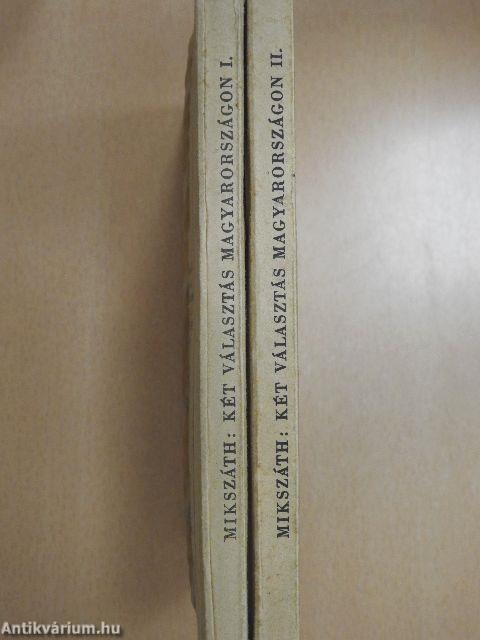 MIKSZÁTH: KÉT VÁLASZTÁS MAGYARORSZÁGON I.
MIKSZÁTH: KÉT VÁLASZTÁS MAGYARORSZÁGON II.
Antikvárium.hu